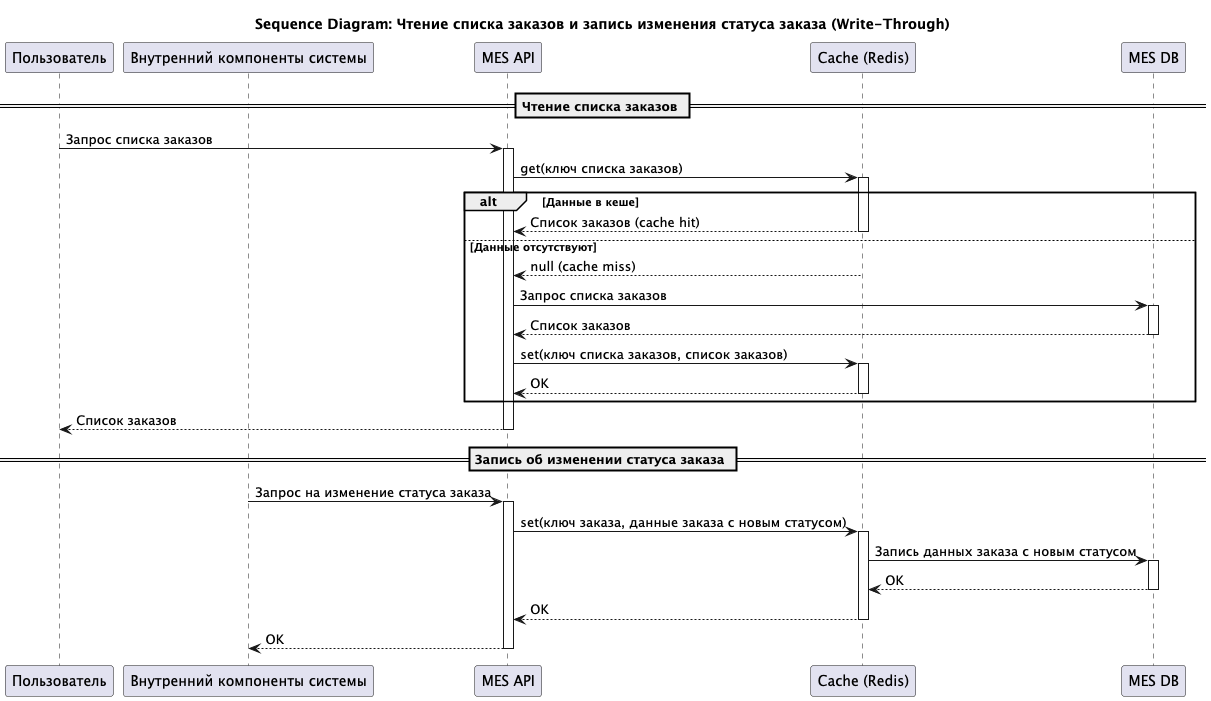 Sequence Diagram: Чтение списка заказов и запись изменения статуса заказа (Write-Through)
Пользователь
Внутренний компоненты системы
MES API
Cache (Redis)
MES DB
Чтение списка заказов
Запрос списка заказов
get(ключ списка заказов)
alt
[Данные в кеше]
Список заказов (cache hit)
[Данные отсутствуют]
null (cache miss)
Запрос списка заказов
Список заказов
set(ключ списка заказов, список заказов)
OK
Список заказов
Запись об изменении статуса заказа
Запрос на изменение статуса заказа
set(ключ заказа, данные заказа с новым статусом)
Запись данных заказа с новым статусом
OK
OK
OK
Пользователь
Внутренний компоненты системы
MES API
Cache (Redis)
MES DB